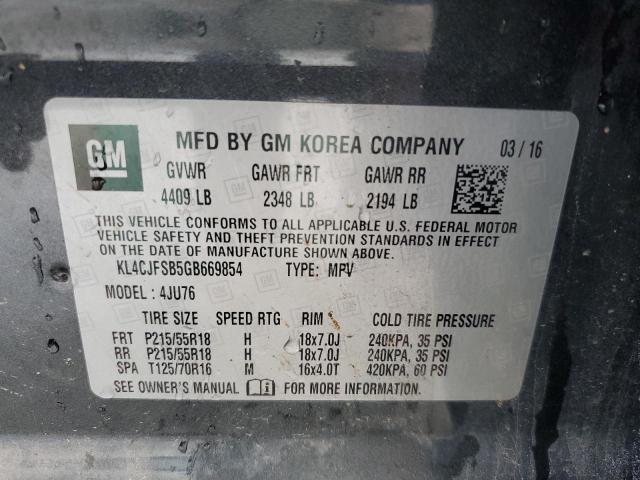 GM
MFD BY GM KOREA COMPANY 03 / 16
GVWR GAWR FRT GAWR RR
4409 LB 2348 LB 2194 LB
THIS VEHICLE CONFORMS TO ALL APPLICABLE U.S. FEDERAL MOTOR
VEHICLE SAFETY AND THEFT PREVENTION STANDARDS IN EFFECT
ON THE DATE OF MANUFACTURE SHOWN ABOVE.
KL4CJFSB5GB669854 TYPE: MPV
MODEL: 4JU76
TIRE SIZE SPEED RTG RIM COLD TIRE PRESSURE
FRT P215/55R18 H 18x7.0J 240KPA, 35 PSI
RR P215/55R18 H 18x7.0J 240KPA, 35 PSI
SPA T125/70R16 M 16x4.0T 420KPA, 60 PSI
SEE OWNER'S MANUAL FOR MORE INFORMATION.